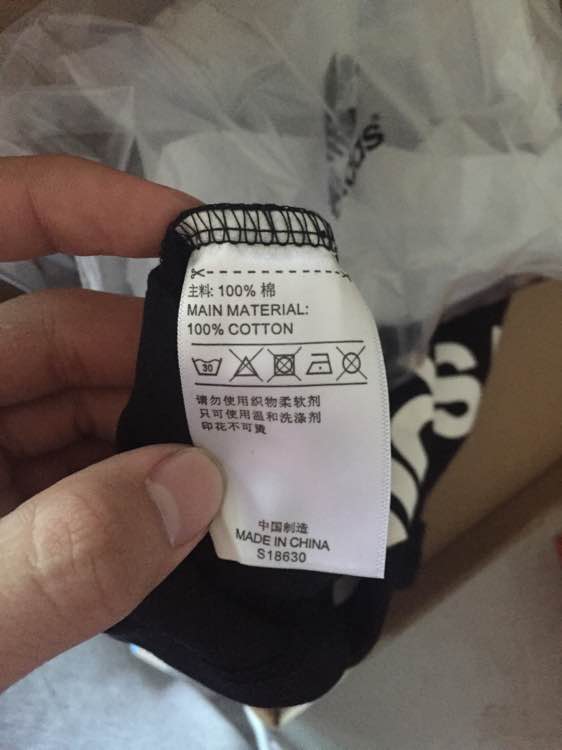 主料: 100% 棉
MAIN MATERIAL:
100% COTTON
30
请勿使用织物柔软剂
只可使用温和洗涤剂
印花不可烫
中国制造
MADE IN CHINA
S18630